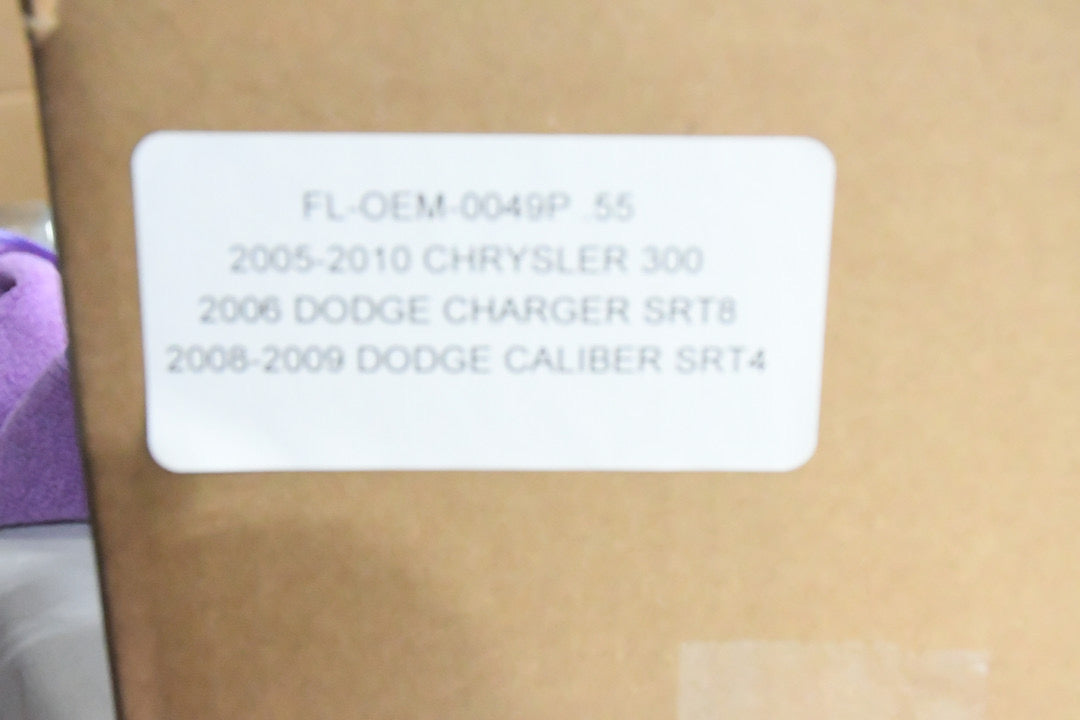 FL-OEM-0049P .55
2005-2010 CHRYSLER 300
2006 DODGE CHARGER SRT8
2008-2009 DODGE CALIBER SRT4